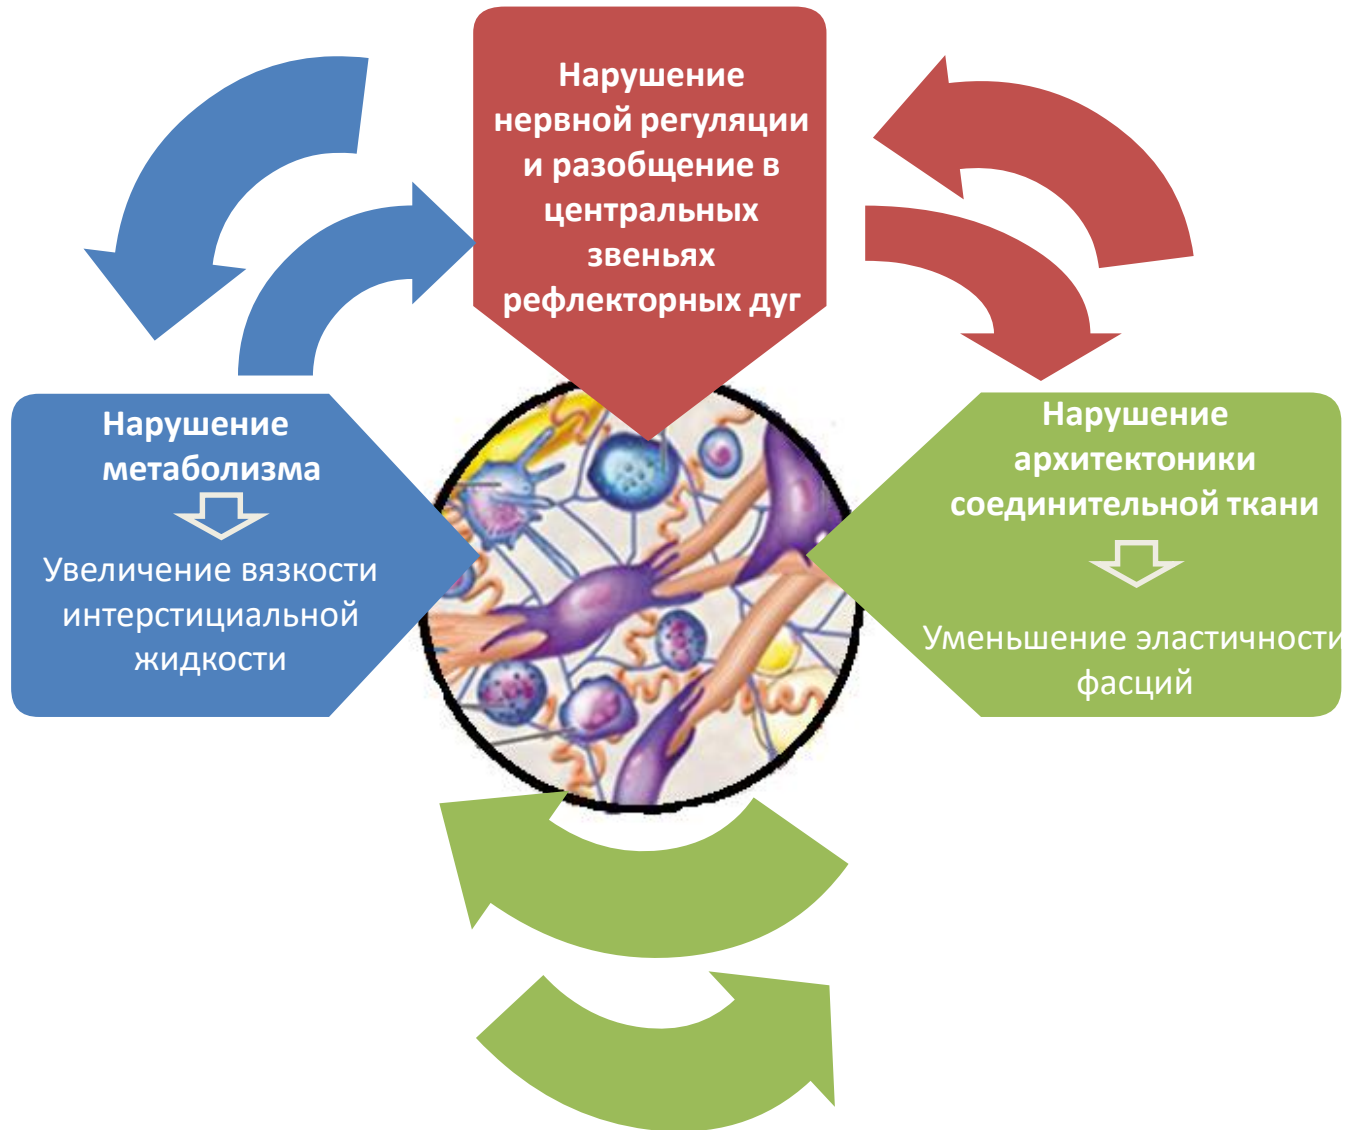 Нарушение
нервной регуляции
и разобщение в
центральных
звеньях
рефлекторных дуг
Нарушение
метаболизма
Увеличение вязкости
интерстициальной
жидкости
Нарушение
архитектоники
соединительной ткани
Уменьшение эластичности
фасций